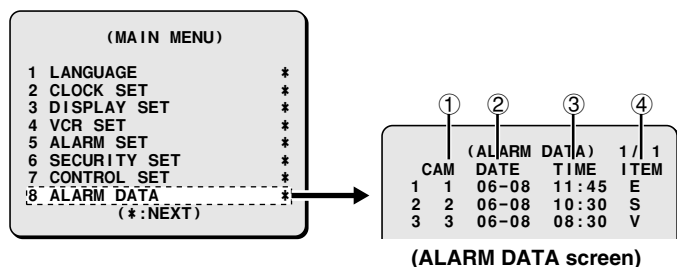 (MAIN MENU)
1 LANGUAGE *
2 CLOCK SET *
3 DISPLAY SET *
4 VCR SET *
5 ALARM SET *
6 SECURITY SET *
7 CONTROL SET *
8 ALARM DATA *
(*:NEXT)
① ② ③ ④
(ALARM DATA) 1/ 1
CAM DATE TIME ITEM
1 1 06-08 11:45 E
2 2 06-08 10:30 S
3 3 06-08 08:30 V
(ALARM DATA screen)